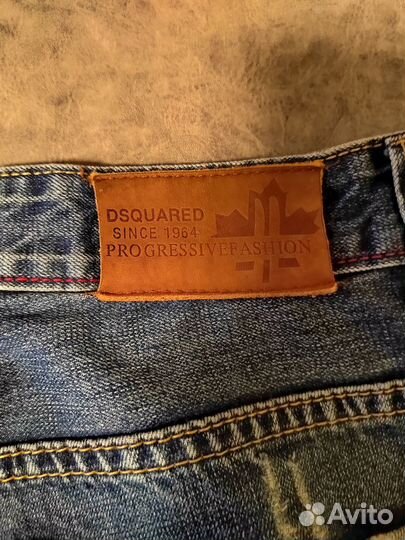 DSQUARED
SINCE 1964
PROGRESSIVEFASHION
Avito